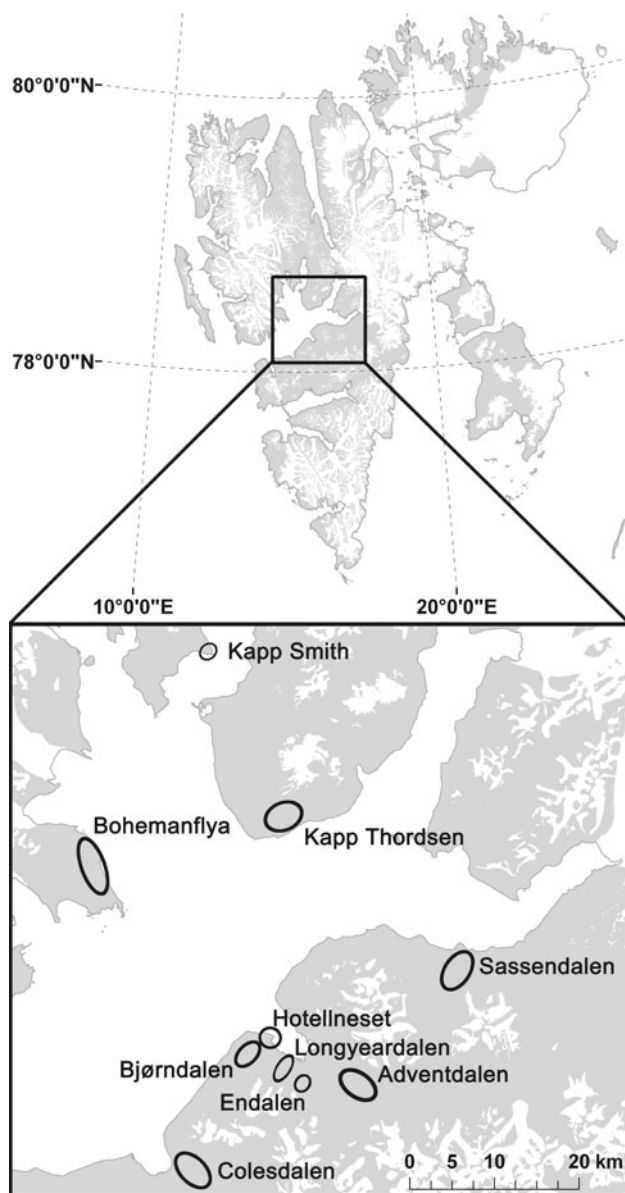 80°0'0"N
78°0'0"N
10°0'0"E
20°0'0"E
Kapp Smith
Bohemanflya
Kapp Thordsen
Sassendalen
Hotellneset
Longyeardalen
Bjørndalen
Adventdalen
Endalen
Colesdalen
0 5 10 20 km